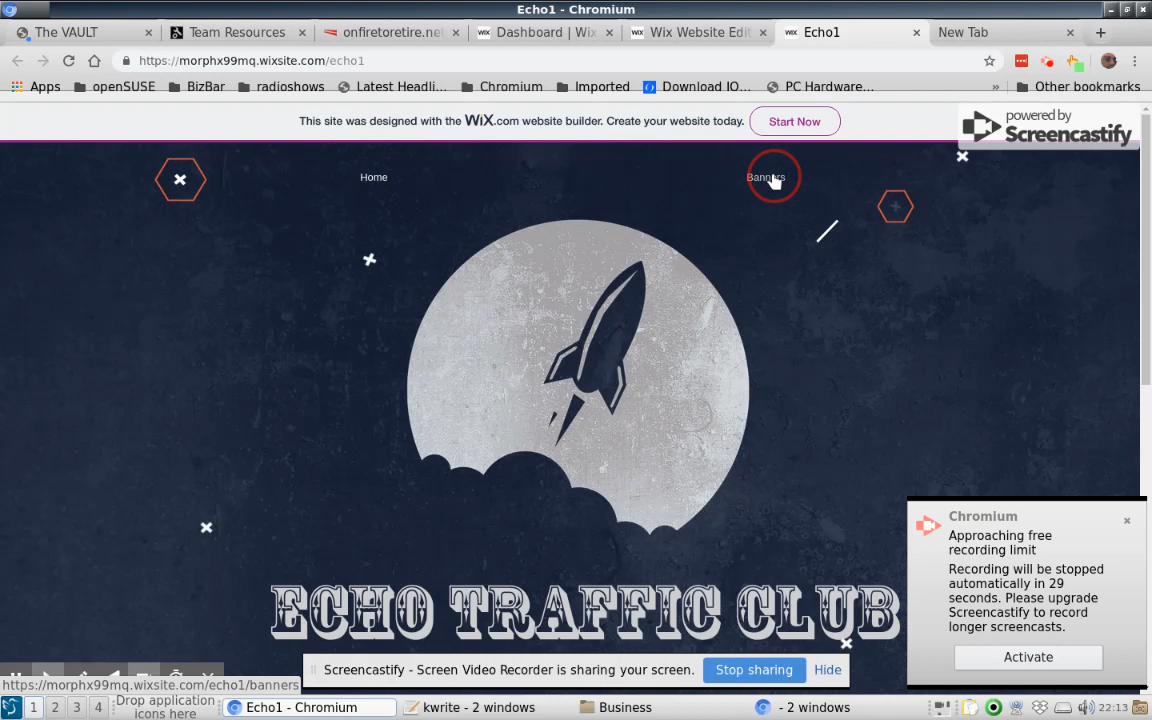 Echo1 - Chromium
The VAULT
Team Resources
onfiretoretire.ne
Dashboard | Wix
Wix Website Edit
Echo1
New Tab
https://morphx99mq.wixsite.com/echo1
Apps
openSUSE
BizBar
radioshows
Latest Headli...
Chromium
Imported
Download IO...
PC Hardware...
»
Other bookmarks
This site was designed with the WiX.com website builder. Create your website today.
Start Now
powered by
Screencastify
Home
Banners
ECHO TRAFFIC CLUB
Chromium
Approaching free
recording limit
Recording will be stopped
automatically in 29
seconds. Please upgrade
Screencastify to record
longer screencasts.
Activate
Screencastify - Screen Video Recorder is sharing your screen.
Stop sharing
Hide
https://morphx99mq.wixsite.com/echo1/banners
1
2
3
4
Drop application
icons here
Echo1 - Chromium
kwrite - 2 windows
Business
- 2 windows
22:13